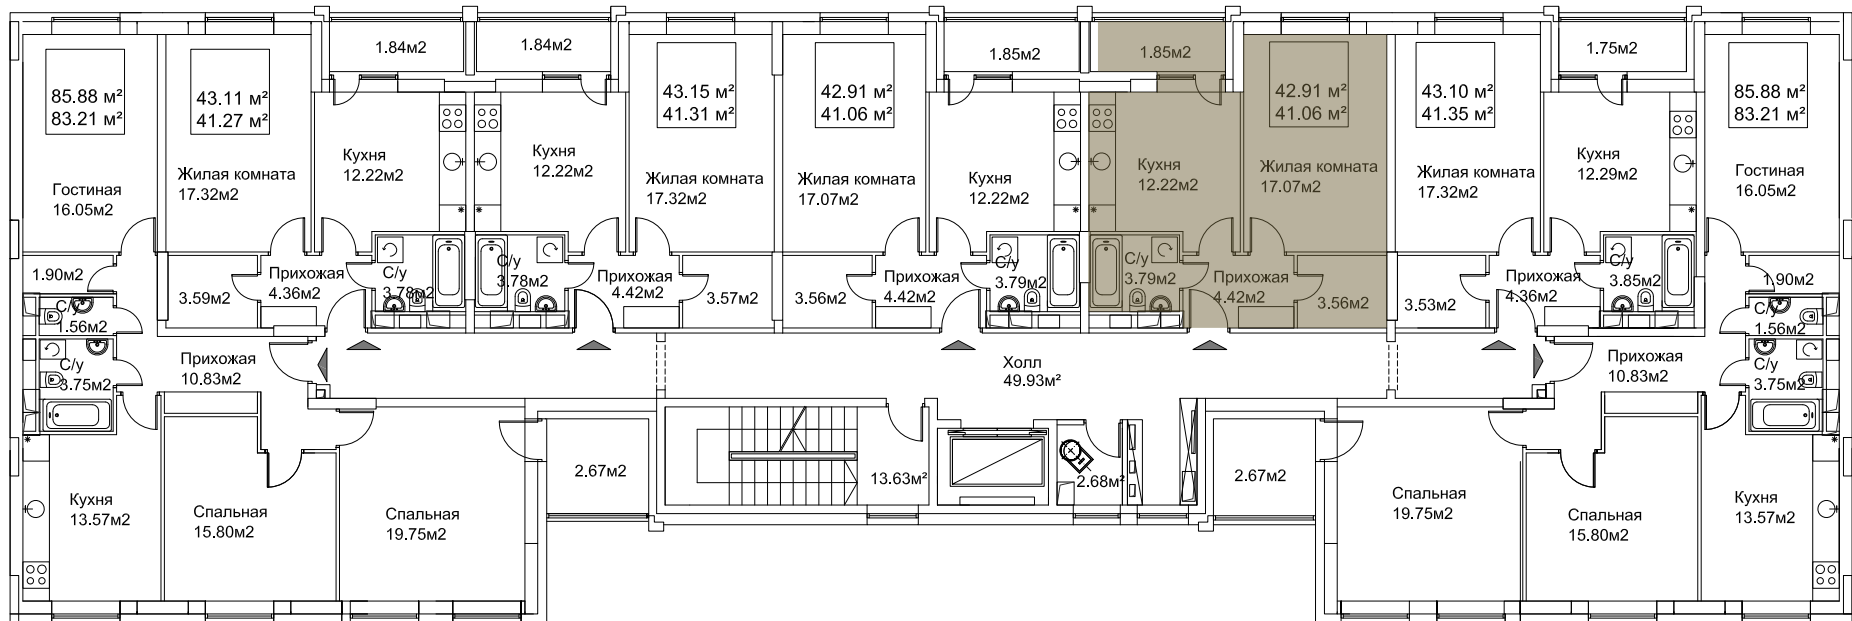 1.84м2
1.84м2
1.85м2
1.85м2
1.75м2
85.88 м²
83.21 м²
43.11 м²
41.27 м²
43.15 м²
41.31 м²
42.91 м²
41.06 м²
42.91 м²
41.06 м²
43.10 м²
41.35 м²
85.88 м²
83.21 м²
Гостиная
16.05м2
Жилая комната
17.32м2
Кухня
12.22м2
Кухня
12.22м2
Жилая комната
17.32м2
Жилая комната
17.07м2
Кухня
12.22м2
Кухня
12.22м2
Жилая комната
17.07м2
Жилая комната
17.32м2
Кухня
12.29м2
Гостиная
16.05м2
1.90м2
3.59м2
Прихожая
4.36м2
С/у
3.78м2
С/у
3.78м2
Прихожая
4.42м2
3.57м2
3.56м2
Прихожая
4.42м2
С/у
3.79м2
С/у
3.79м2
Прихожая
4.42м2
3.56м2
3.53м2
Прихожая
4.36м2
С/у
3.85м2
1.90м2
С/у
1.56м2
С/у
1.56м2
С/у
3.75м2
Прихожая
10.83м2
Холл
49.93м²
Прихожая
10.83м2
С/у
3.75м2
Кухня
13.57м2
Спальная
15.80м2
Спальная
19.75м2
2.67м2
13.63м²
2.68м²
2.67м2
Спальная
19.75м2
Спальная
15.80м2
Кухня
13.57м2